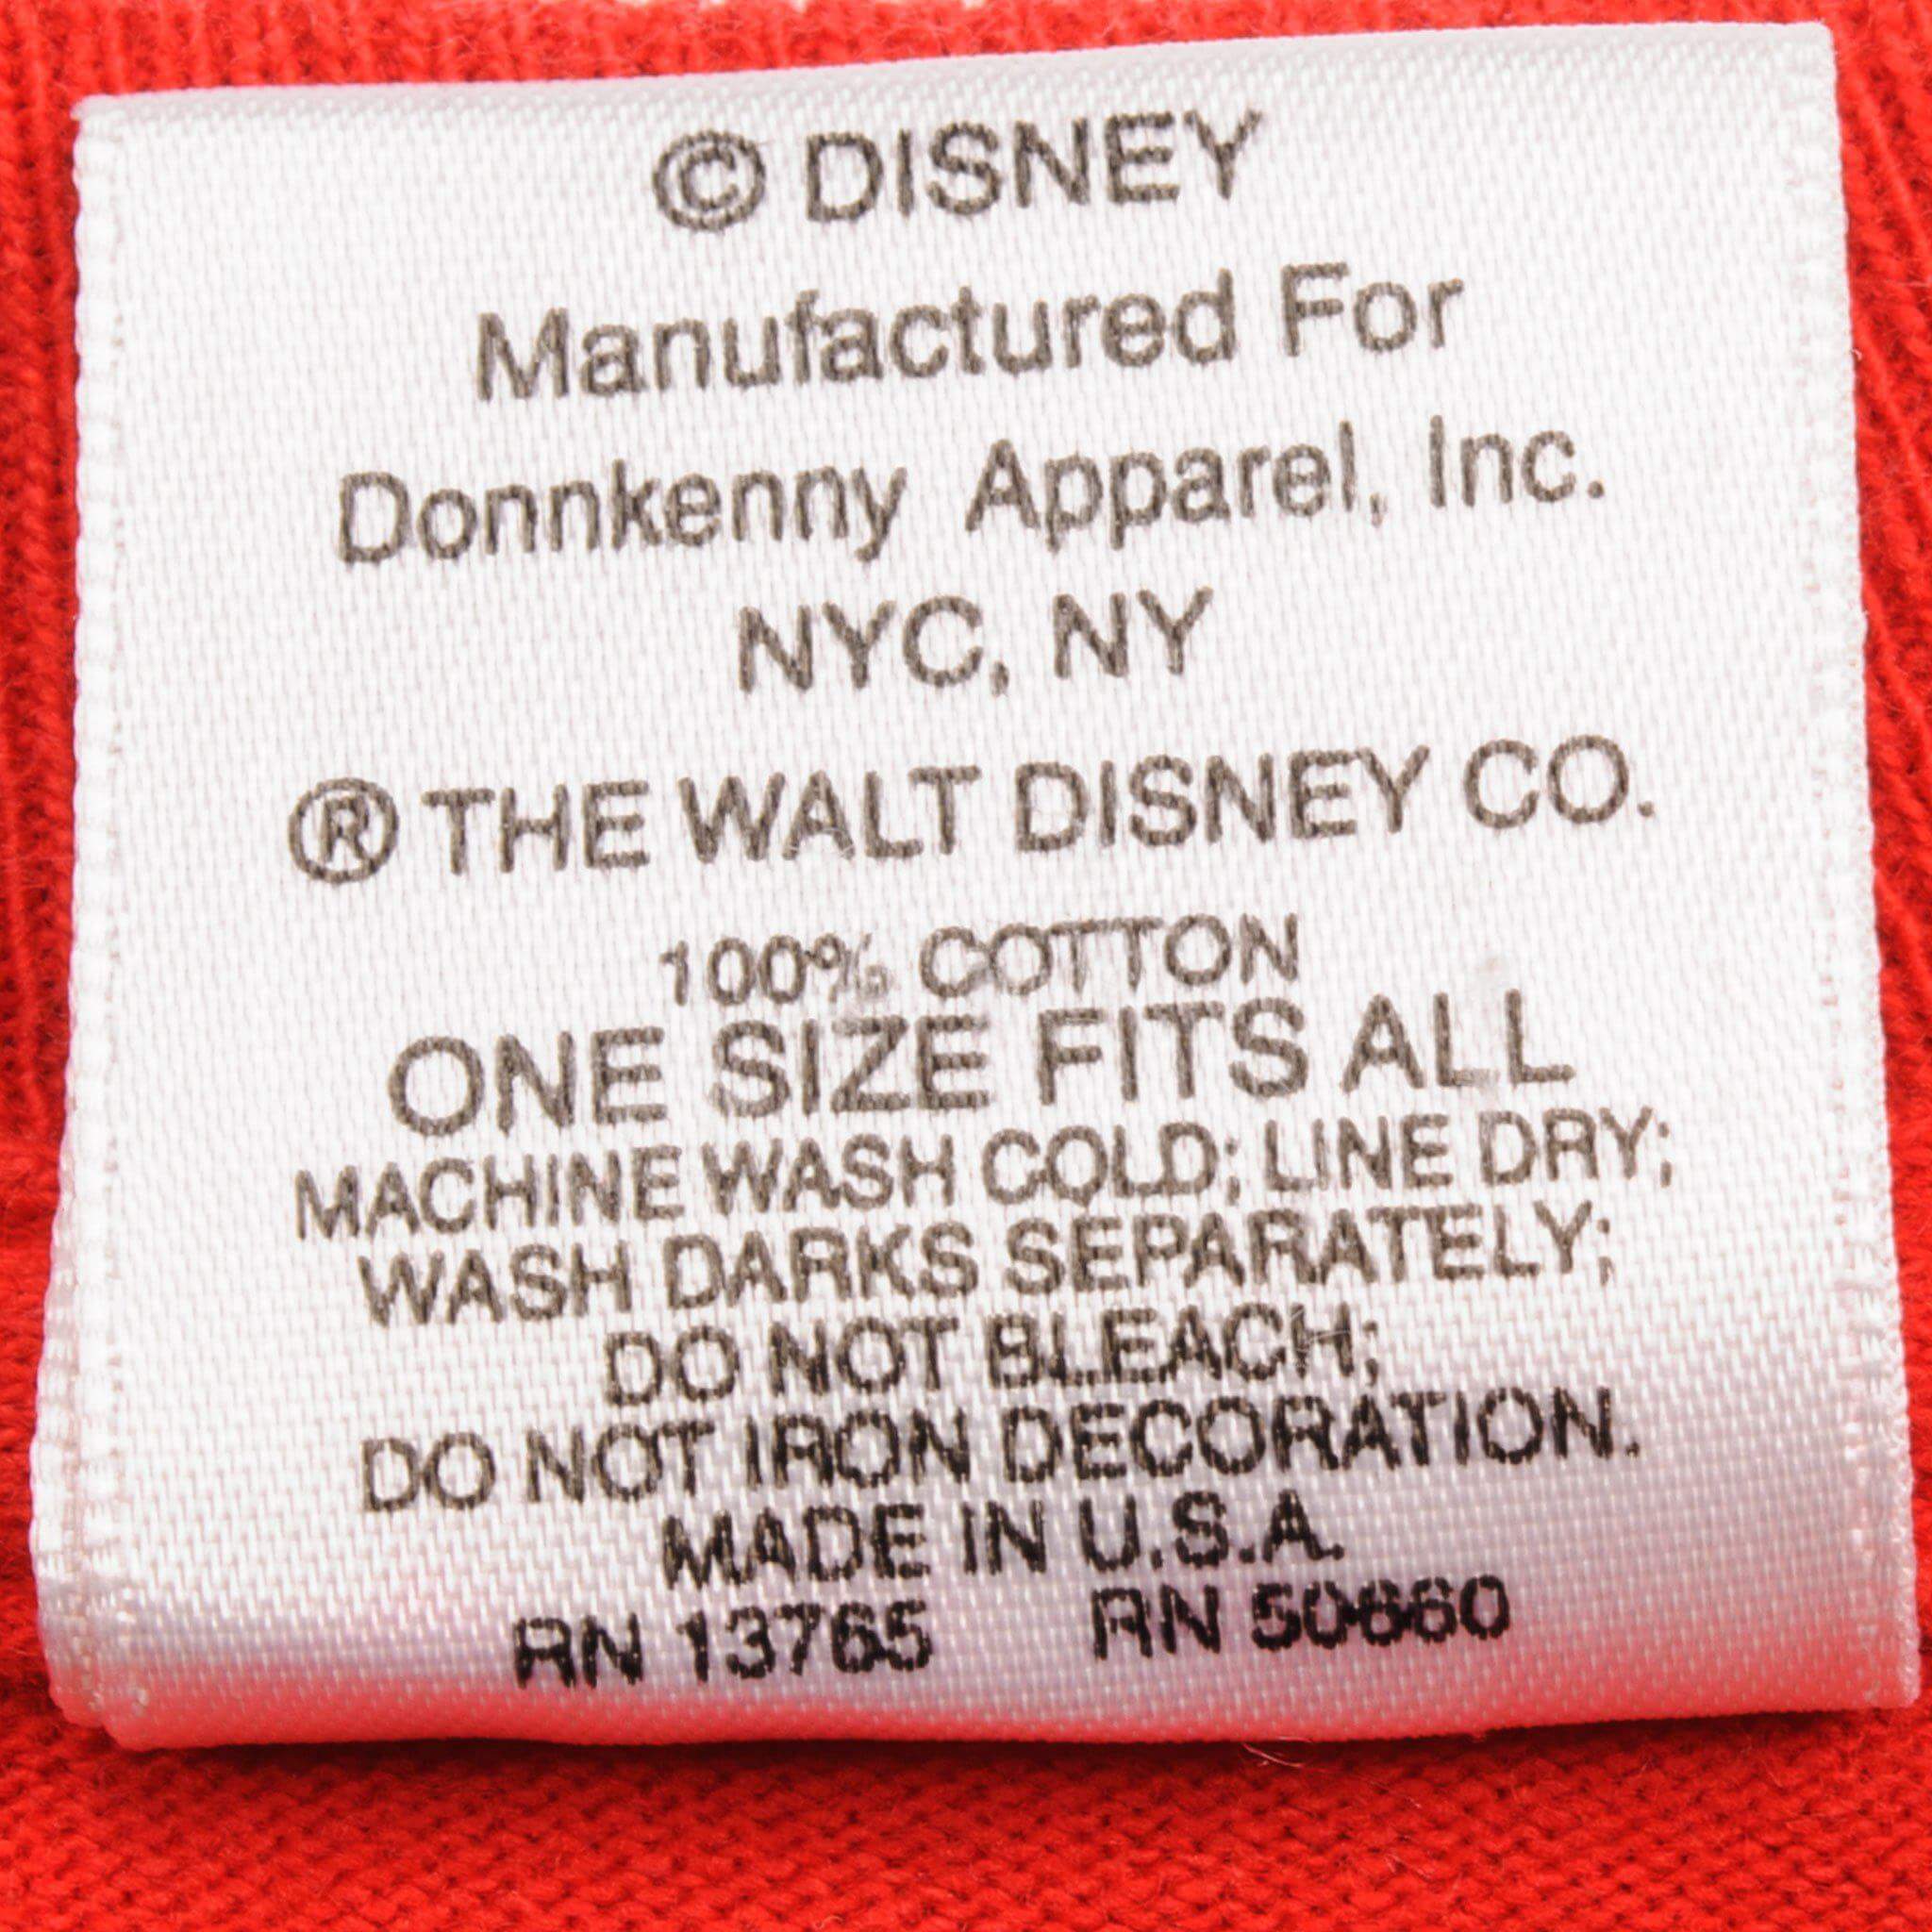 © DISNEY
Manufactured For
Donnkenny Apparel, Inc.
NYC, NY
® THE WALT DISNEY CO.
100% COTTON
ONE SIZE FITS ALL
MACHINE WASH COLD; LINE DRY;
WASH DARKS SEPARATELY;
DO NOT BLEACH;
DO NOT IRON DECORATION.
MADE IN U.S.A.
RN 13765 RN 50660